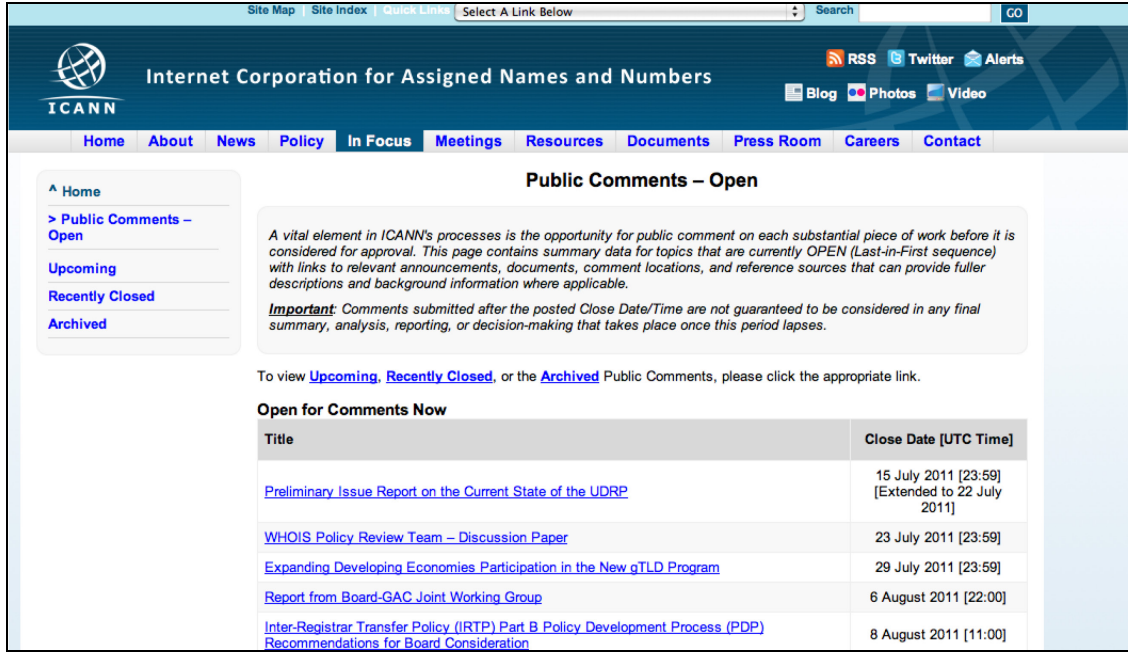 Site Map | Site Index | Quick Links Select A Link Below Search GO
ICANN
Internet Corporation for Assigned Names and Numbers
RSS Twitter Alerts
Blog Photos Video
Home About News Policy In Focus Meetings Resources Documents Press Room Careers Contact
^ Home
> Public Comments –
Open
Upcoming
Recently Closed
Archived
Public Comments – Open
A vital element in ICANN's processes is the opportunity for public comment on each substantial piece of work before it is
considered for approval. This page contains summary data for topics that are currently OPEN (Last-in-First sequence)
with links to relevant announcements, documents, comment locations, and reference sources that can provide fuller
descriptions and background information where applicable.
Important: Comments submitted after the posted Close Date/Time are not guaranteed to be considered in any final
summary, analysis, reporting, or decision-making that takes place once this period lapses.
To view Upcoming, Recently Closed, or the Archived Public Comments, please click the appropriate link.
Open for Comments Now
Title Close Date [UTC Time]
Preliminary Issue Report on the Current State of the UDRP
15 July 2011 [23:59]
[Extended to 22 July
2011]
WHOIS Policy Review Team – Discussion Paper 23 July 2011 [23:59]
Expanding Developing Economies Participation in the New gTLD Program 29 July 2011 [23:59]
Report from Board-GAC Joint Working Group 6 August 2011 [22:00]
Inter-Registrar Transfer Policy (IRTP) Part B Policy Development Process (PDP)
Recommendations for Board Consideration
8 August 2011 [11:00]